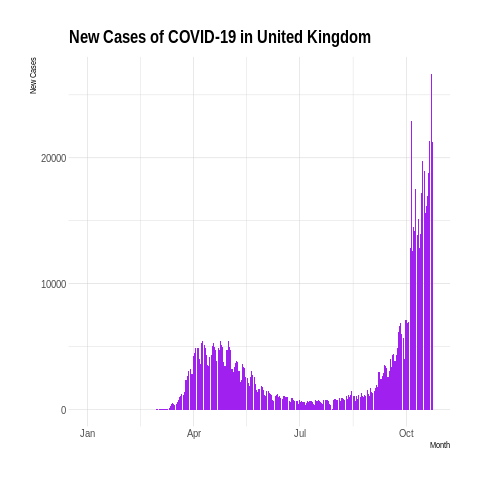 New Cases of COVID-19 in United Kingdom
New Cases
20000
10000
0
Jan Apr Jul Oct
Month